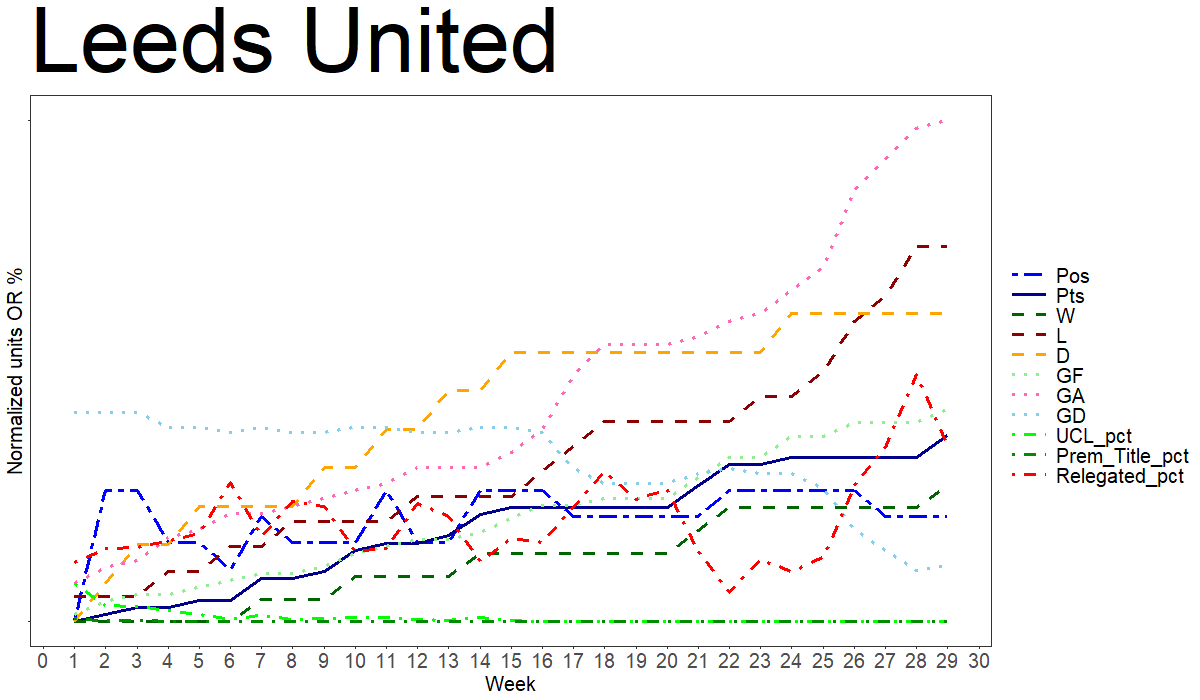 Leeds United
Normalized units OR %
0 1 2 3 4 5 6 7 8 9 10 11 12 13 14 15 16 17 18 19 20 21 22 23 24 25 26 27 28 29 30
Week
Pos
Pts
W
L
D
GF
GA
GD
UCL_pct
Prem_Title_pct
Relegated_pct